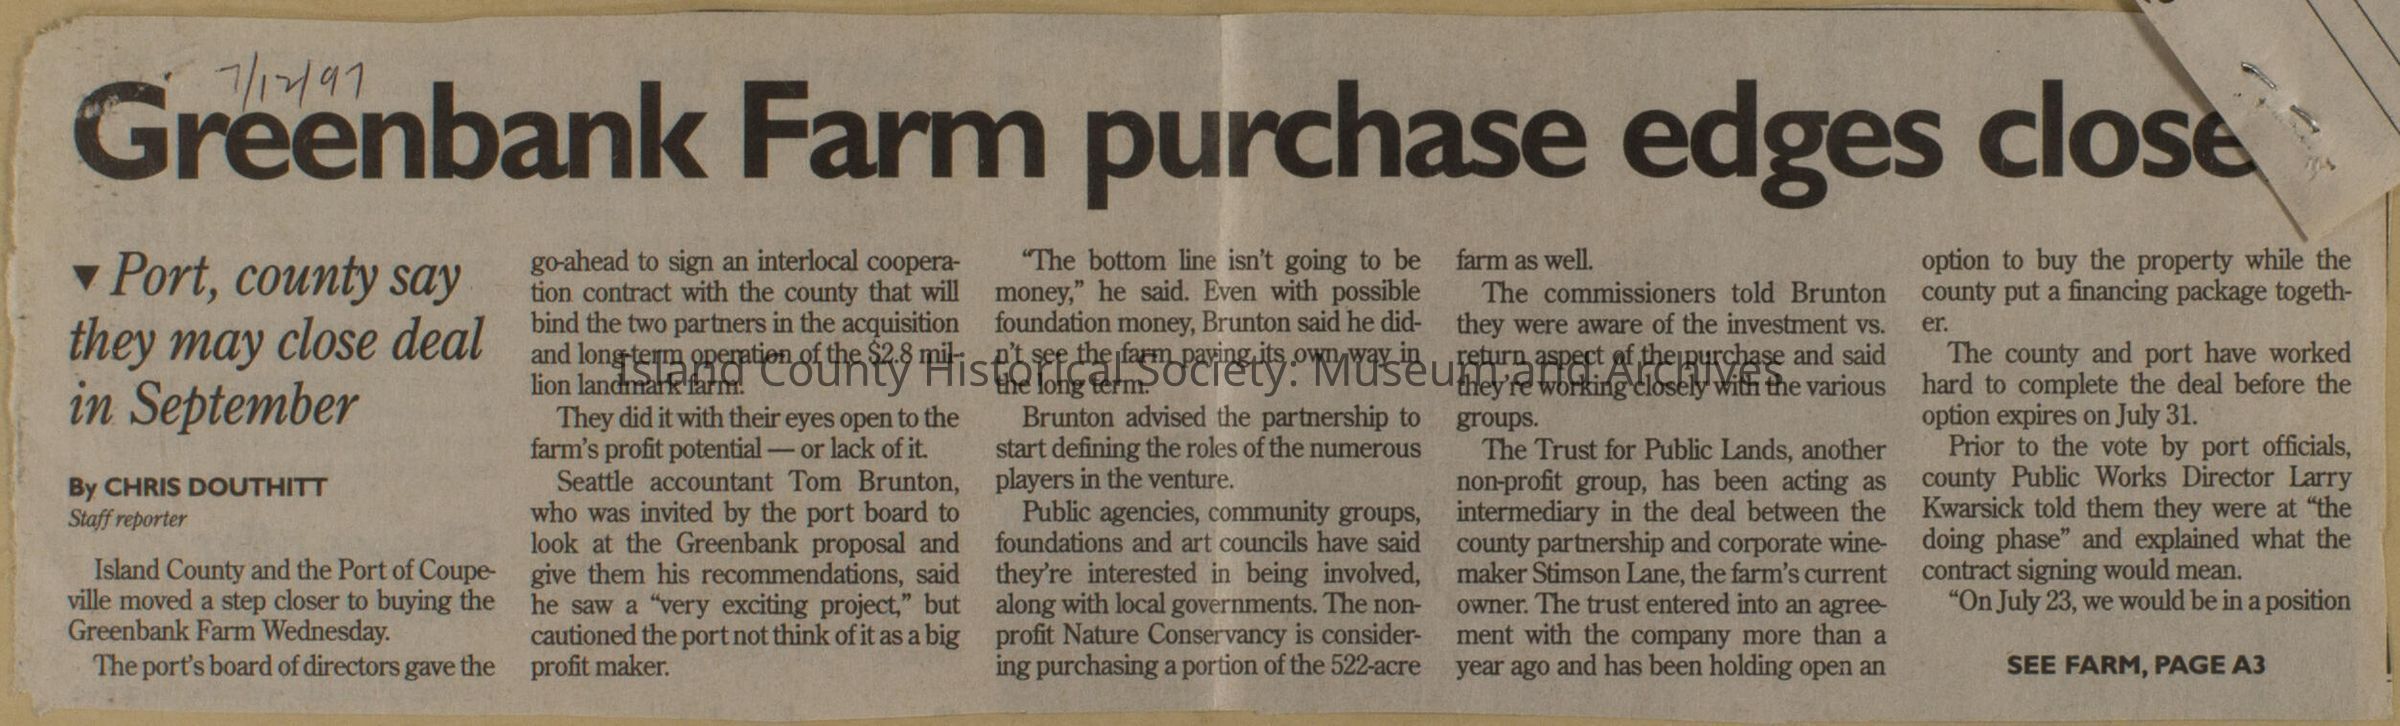 7/12/97
Greenbank Farm purchase edges close
▼ Port, county say
they may close deal
in September
By CHRIS DOUTHITT
Staff reporter
Island County and the Port of Coupe-
ville moved a step closer to buying the
Greenbank Farm Wednesday.
The port's board of directors gave the
go-ahead to sign an interlocal coopera-
tion contract with the county that will
bind the two partners in the acquisition
and long-term operation of the $2.8 mil-
lion landmark farm.
They did it with their eyes open to the
farm's profit potential — or lack of it.
Seattle accountant Tom Brunton,
who was invited by the port board to
look at the Greenbank proposal and
give them his recommendations, said
he saw a “very exciting project,” but
cautioned the port not think of it as a big
profit maker.
“The bottom line isn't going to be
money,” he said. Even with possible
foundation money, Brunton said he did-
n't see the farm paying its own way in
the long term.
Brunton advised the partnership to
start defining the roles of the numerous
players in the venture.
Public agencies, community groups,
foundations and art councils have said
they're interested in being involved,
along with local governments. The non-
profit Nature Conservancy is consider-
ing purchasing a portion of the 522-acre
farm as well.
The commissioners told Brunton
they were aware of the investment vs.
return aspect of the purchase and said
they're working closely with the various
groups.
The Trust for Public Lands, another
non-profit group, has been acting as
intermediary in the deal between the
county partnership and corporate wine-
maker Stimson Lane, the farm's current
owner. The trust entered into an agree-
ment with the company more than a
year ago and has been holding open an
option to buy the property while the
county put a financing package togeth-
er.
The county and port have worked
hard to complete the deal before the
option expires on July 31.
Prior to the vote by port officials,
county Public Works Director Larry
Kwarsick told them they were at “the
doing phase” and explained what the
contract signing would mean.
“On July 23, we would be in a position
SEE FARM, PAGE A3
Island County Historical Society: Museum and Archives